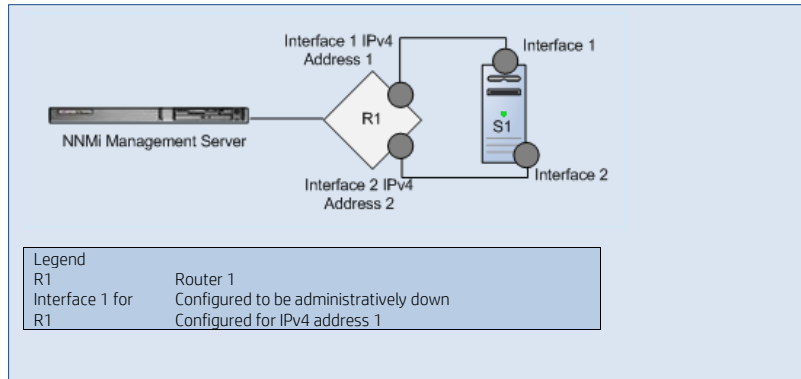 Interface 1 IPv4
Address 1
Interface 1
R1
S1
NNMi Management Server
Interface 2
Interface 2 IPv4
Address 2
Legend
R1 Router 1
Interface 1 for Configured to be administratively down
R1 Configured for IPv4 address 1